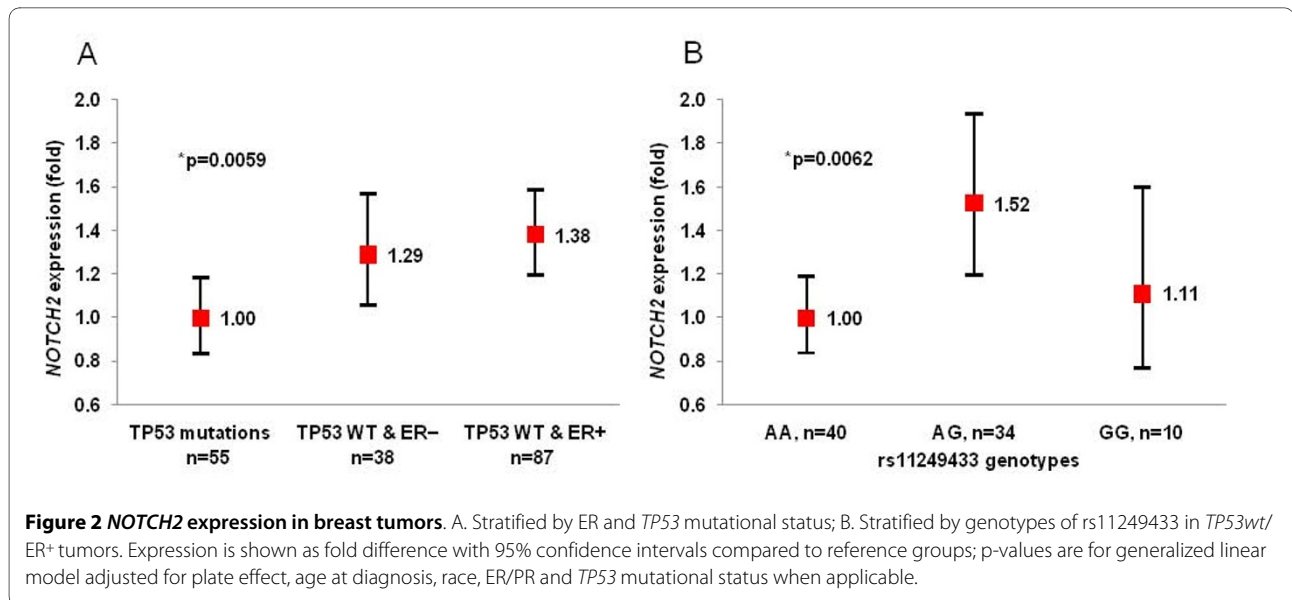 A
NOTCH2 expression (fold)
2.0
1.8
1.6
1.4
1.2
1.0
0.8
0.6
*p=0.0059
1.00
1.29
1.38
TP53 mutations
n=55
TP53 WT & ER−
n=38
TP53 WT & ER+
n=87
B
NOTCH2 expression (fold)
2.0
1.8
1.6
1.4
1.2
1.0
0.8
0.6
*p=0.0062
1.00
1.52
1.11
AA, n=40
AG, n=34
GG, n=10
rs11249433 genotypes
Figure 2 NOTCH2 expression in breast tumors. A. Stratified by ER and TP53 mutational status; B. Stratified by genotypes of rs11249433 in TP53wt/
ER+ tumors. Expression is shown as fold difference with 95% confidence intervals compared to reference groups; p-values are for generalized linear
model adjusted for plate effect, age at diagnosis, race, ER/PR and TP53 mutational status when applicable.